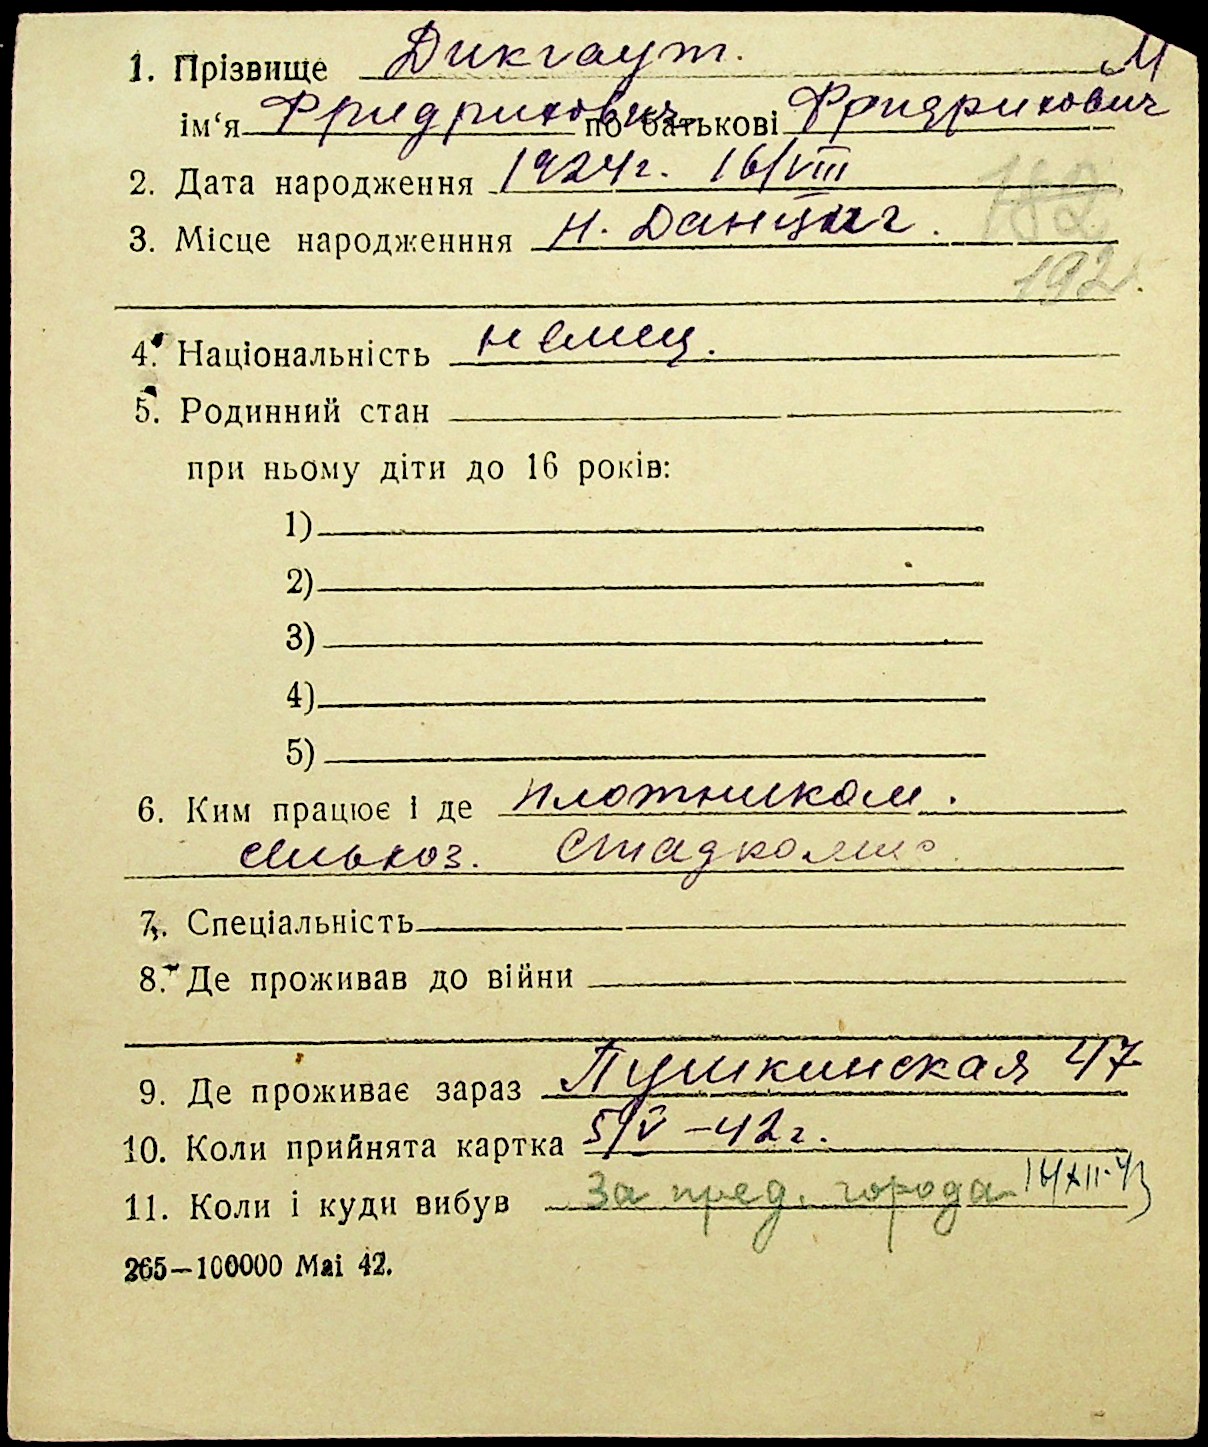 1. Прізвище Дикгаут. М
ім‘я Фридрихович по батькові Фридрихович
2. Дата народження 1924г. 16/VIII
182
3. Місце народженння Н. Данциг.
192.
4. Національність немец.
5. Родинний стан
при ньому діти до 16 років:
1)
2)
3)
4)
5)
6. Ким працює і де плотником.
сельхоз.
7. Спеціальність
8. Де проживав до війни
9. Де проживає зараз Пушкинская 47
10. Коли прийнята картка 5/V -42г.
11. Коли і куди вибув за пред. города 14/XII-43
265—100000 Маі 42.